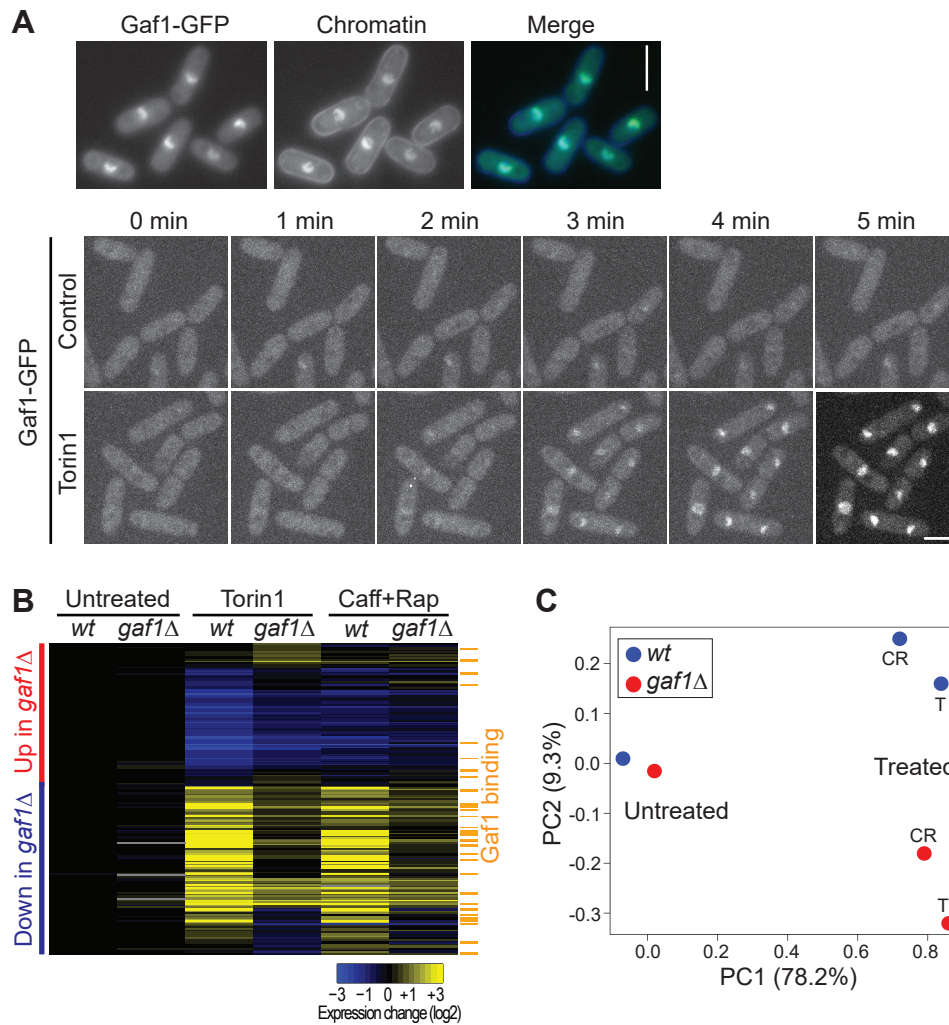 A
Gaf1-GFP Chromatin Merge
0 min 1 min 2 min 3 min 4 min 5 min
Gaf1-GFP
Control
Torin1
B
Untreated Torin1 Caff+Rap
wt gaf1Δ wt gaf1Δ wt gaf1Δ
Up in gaf1Δ
Down in gaf1Δ
Gaf1 binding
−3 −1 0 +1 +3
Expression change (log2)
C
wt
gaf1Δ
CR
T
Treated
Untreated
CR
T
0.2
0.1
0.0
-0.1
-0.2
-0.3
PC2 (9.3%)
0.0 0.2 0.4 0.6 0.8
PC1 (78.2%)